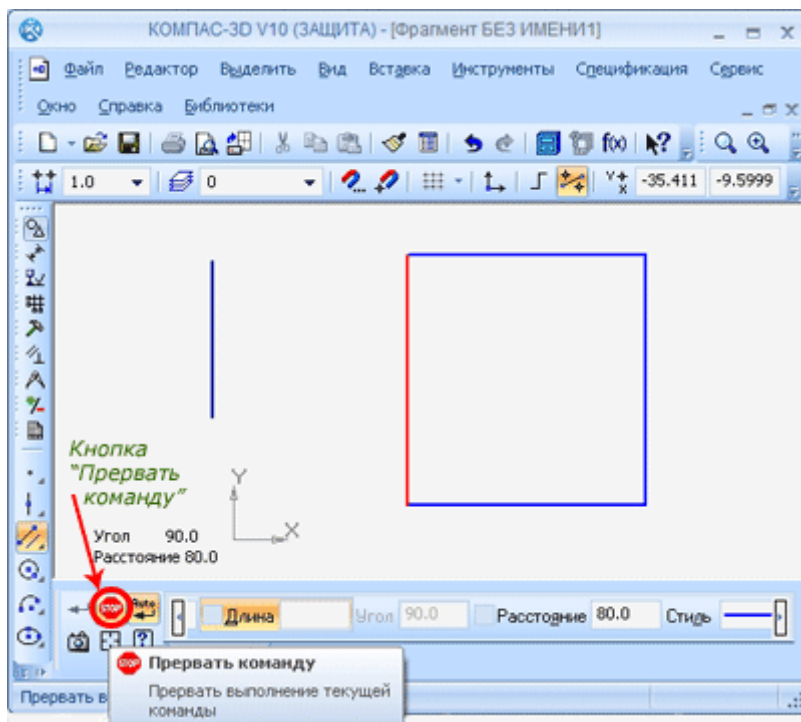 КОМПАС-3D V10 (ЗАЩИТА) - [Фрагмент БЕЗ ИМЕНИ1]
Файл Редактор Выделить Вид Вставка Инструменты Спецификация Сервис
Окно Справка Библиотеки
f(x)
1.0 0 -35.411 -9.5999
Кнопка
"Прервать
команду"
Y
X
Угол 90.0
Расстояние 80.0
STOP Auto Длина Угол 90.0 Расстояние 80.0 Стиль
STOP Прервать команду
Прервать выполнение текущей
команды
Прервать в